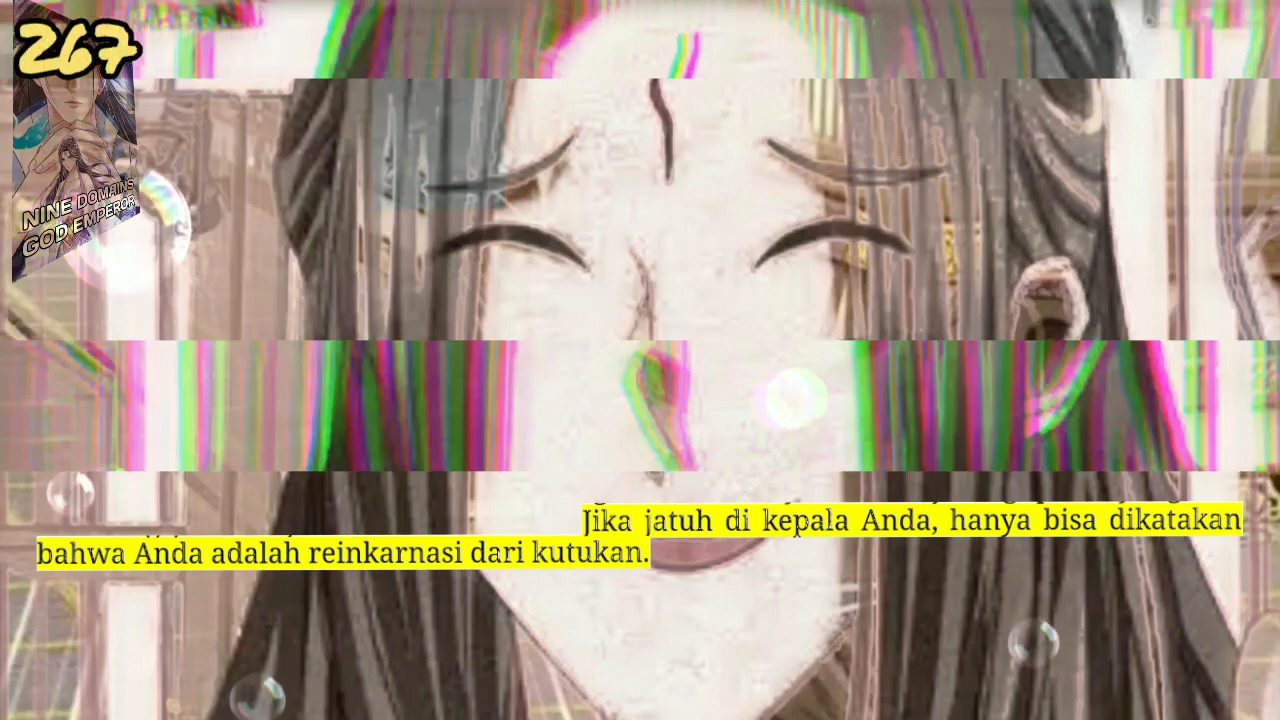 267
NINE DOMAINS
GOD EMPEROR
Jika jatuh di kepala Anda, hanya bisa dikatakan
bahwa Anda adalah reinkarnasi dari kutukan.